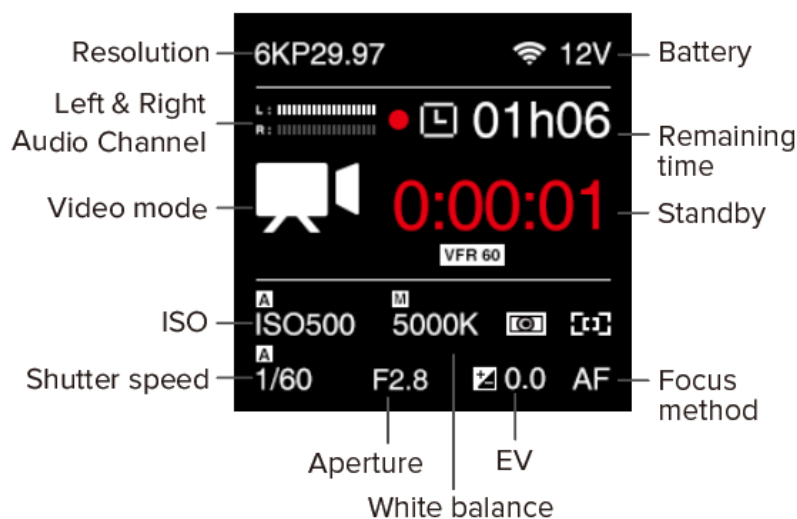 Resolution
6KP29.97
12V
Battery
Left & Right
Audio Channel
L:
R:
01h06
Remaining
time
Video mode
0:00:01
Standby
VFR 60
A
M
ISO
ISO500
5000K
A
Shutter speed
1/60
F2.8
0.0
AF
Focus
method
Aperture
EV
White balance